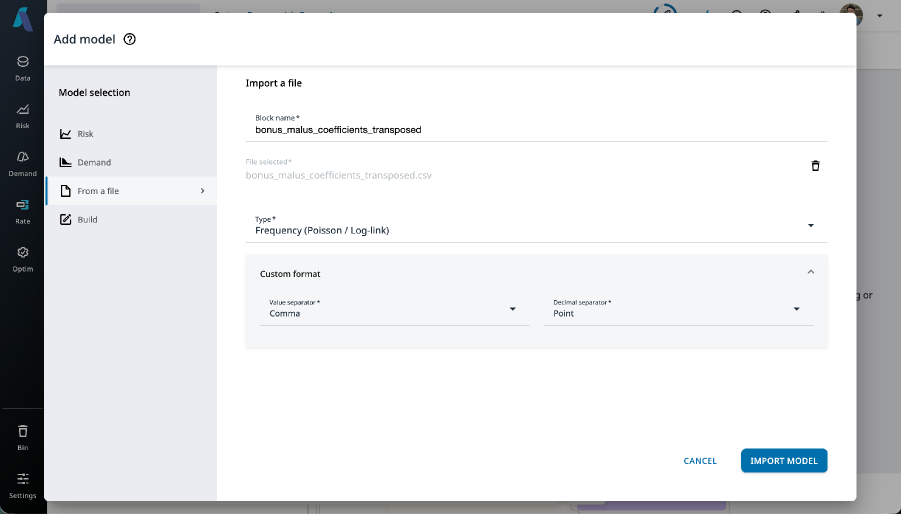 Add model
Model selection
Risk
Demand
From a file
Build
Import a file
Block name*
bonus_malus_coefficients_transposed
File selected*
bonus_malus_coefficients_transposed.csv
Type*
Frequency (Poisson / Log-link)
Custom format
Value separator*
Comma
Decimal separator*
Point
CANCEL
IMPORT MODEL
Data
Risk
Demand
Rate
Optim
Bin
Settings
g or